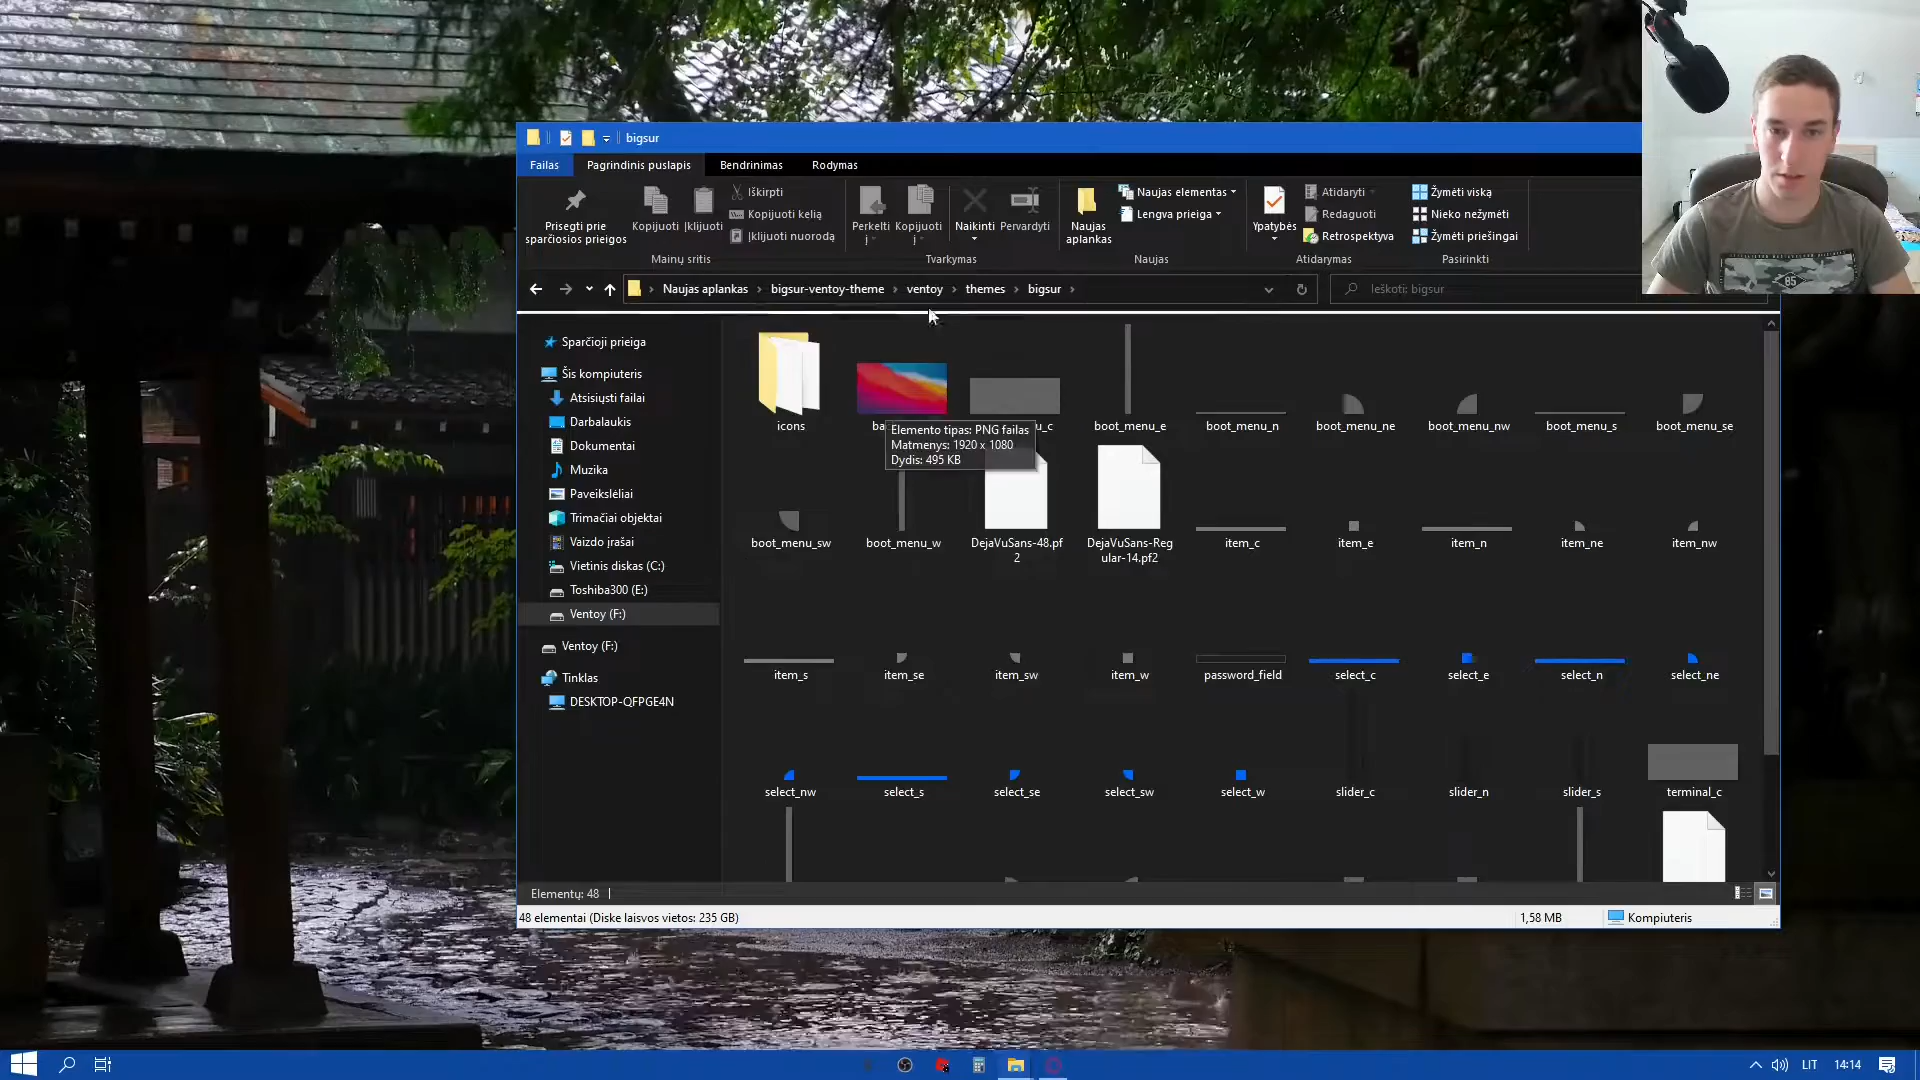 bigsur
Failas
Pagrindinis puslapis
Bendrinimas
Rodymas
Prisegti prie
sparčiosios prieigos
Kopijuoti
Įklijuoti
Iškirpti
Kopijuoti kelią
Įklijuoti nuorodą
Mainų sritis
Perkelti
į
Kopijuoti
į
Naikinti
Pervardyti
Tvarkymas
Naujas
aplankas
Naujas elementas
Lengva prieiga
Naujas
Ypatybės
Atidaryti
Redaguoti
Retrospektyva
Atidarymas
Žymėti viską
Nieko nežymėti
Žymėti priešingai
Pasirinkti
Naujas aplankas
bigsur-ventoy-theme
ventoy
themes
bigsur
Ieškoti: bigsur
Sparčioji prieiga
Šis kompiuteris
Atsisiųsti failai
Darbalaukis
Dokumentai
Muzika
Paveikslėliai
Trimačiai objektai
Vaizdo įrašai
Vietinis diskas (C:)
Toshiba300 (E:)
Ventoy (F:)
Ventoy (F:)
Tinklas
DESKTOP-QFPGE4N
icons
boot_menu_e
boot_menu_n
boot_menu_ne
boot_menu_nw
boot_menu_s
boot_menu_se
Elemento tipas: PNG failas
Matmenys: 1920 x 1080
Dydis: 495 KB
boot_menu_sw
boot_menu_w
DejaVuSans-48.pf
2
DejaVuSans-Reg
ular-14.pf2
item_c
item_e
item_n
item_ne
item_nw
item_s
item_se
item_sw
item_w
password_field
select_c
select_e
select_n
select_ne
select_nw
select_s
select_se
select_sw
select_w
slider_c
slider_n
slider_s
terminal_c
Elementų: 48
48 elementai (Diske laisvos vietos: 235 GB)
1,58 MB
Kompiuteris
LIT
14:14